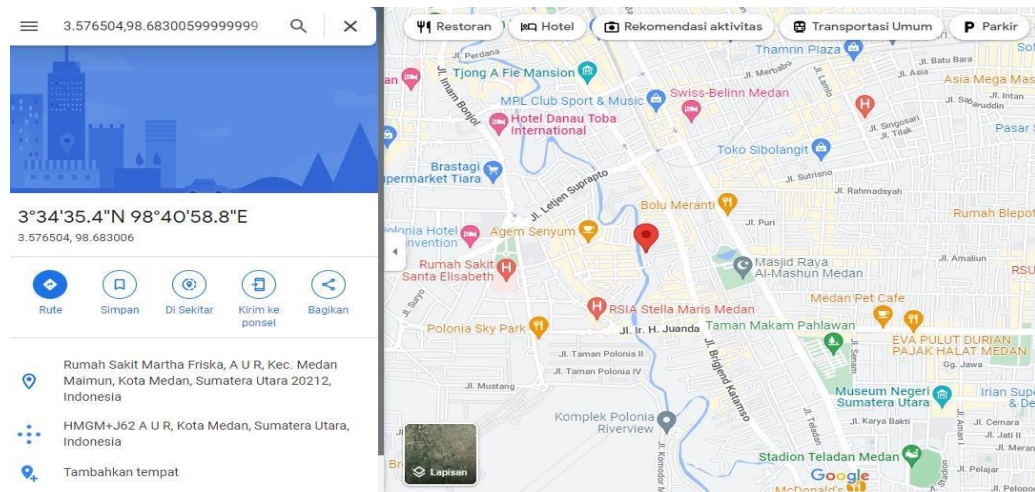 3.576504,98.68300599999999
3°34'35.4"N 98°40'58.8"E
3.576504, 98.683006
Rute
Simpan
Di Sekitar
Kirim ke
ponsel
Bagikan
Rumah Sakit Martha Friska, A U R, Kec. Medan
Maimun, Kota Medan, Sumatera Utara 20212,
Indonesia
HMGM+J62 A U R, Kota Medan, Sumatera Utara,
Indonesia
Tambahkan tempat
Restoran
Hotel
Rekomendasi aktivitas
Transportasi Umum
P Parkir
Jl. Perdana
Thamrin Plaza
Jl. Batu Bara
Tjong A Fie Mansion
Jl. Merbabu
Jl. Asia
Asia Mega Mas
Jl. Imam Bonjol
MPL Club Sport & Music
Swiss-Belinn Medan
Jl. Intan
Jl. Sabaruddin
Hotel Danau Toba
International
Jl. Singosari
Jl. Tilak
Pasar
Toko Sibolangit
Brastagi
Supermarket Tiara
Jl. Letjen Suprapto
Jl. Sutrisno
Jl. Rahmadsyah
Bolu Meranti
Rumah
Jl. Puri
Polonia Hotel
Agem Senyum
Jl. Amaliun
Rumah Sakit
Santa Elisabeth
Masjid Raya
Al-Mashun Medan
RSU
RSIA Stella Maris Medan
Medan Pet Cafe
Polonia Sky Park
Jl. Ir. H. Juanda
Taman Makam Pahlawan
EVA PULUT DURIAN
PAJAK HALAT MEDAN
Jl. Taman Polonia II
Jl. Taman Polonia IV
Gg. Jawa
Jl. Mustang
Jl. Brigjend Katamso
Museum Negeri
Sumatera Utara
Komplek Polonia
Riverview
Jl. Karya Bakti
Jl. Cemara
Jl. Jati II
Jl. Teladan
Lapisan
Jl. Komodor
Stadion Teladan Medan
Google
Jl. Pelajar
McDonald's